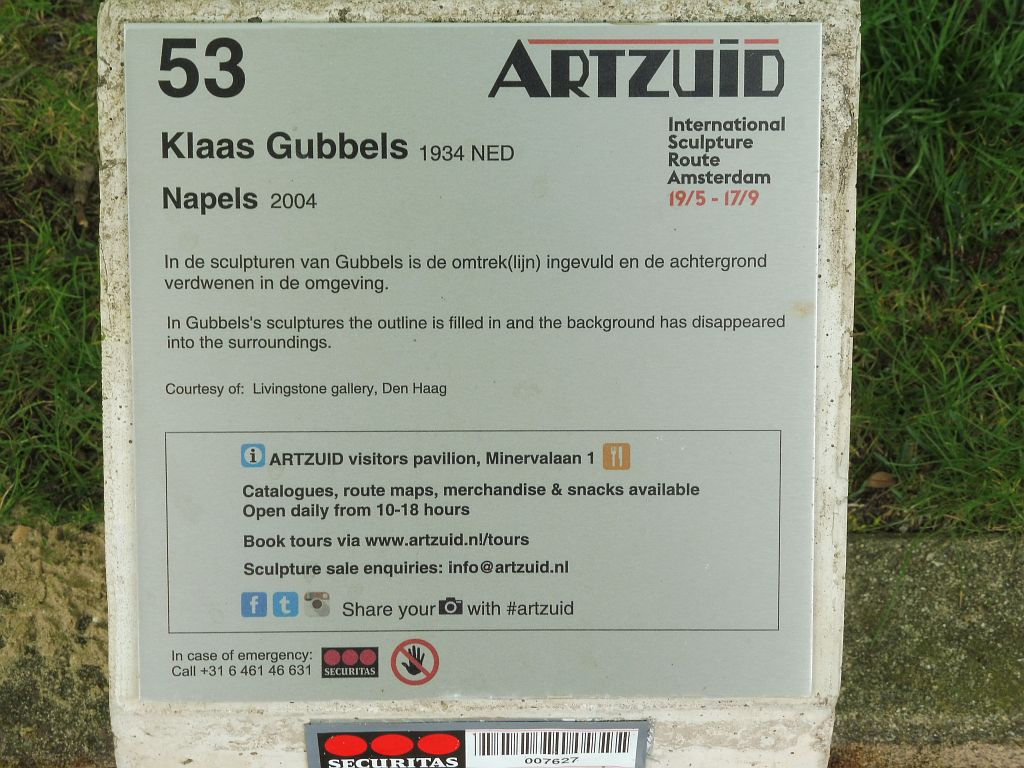 53
ARTZUID
International
Sculpture
Route
Amsterdam
19/5 - 17/9
Klaas Gubbels 1934 NED
Napels 2004
In de sculpturen van Gubbels is de omtrek(lijn) ingevuld en de achtergrond
verdwenen in de omgeving.
In Gubbels's sculptures the outline is filled in and the background has disappeared
into the surroundings.
Courtesy of: Livingstone gallery, Den Haag
i ARTZUID visitors pavilion, Minervalaan 1
Catalogues, route maps, merchandise & snacks available
Open daily from 10-18 hours
Book tours via www.artzuid.nl/tours
Sculpture sale enquiries: info@artzuid.nl
f t Share your with #artzuid
In case of emergency:
Call +31 6 461 46 631
SECURITAS
SECURITAS
007627